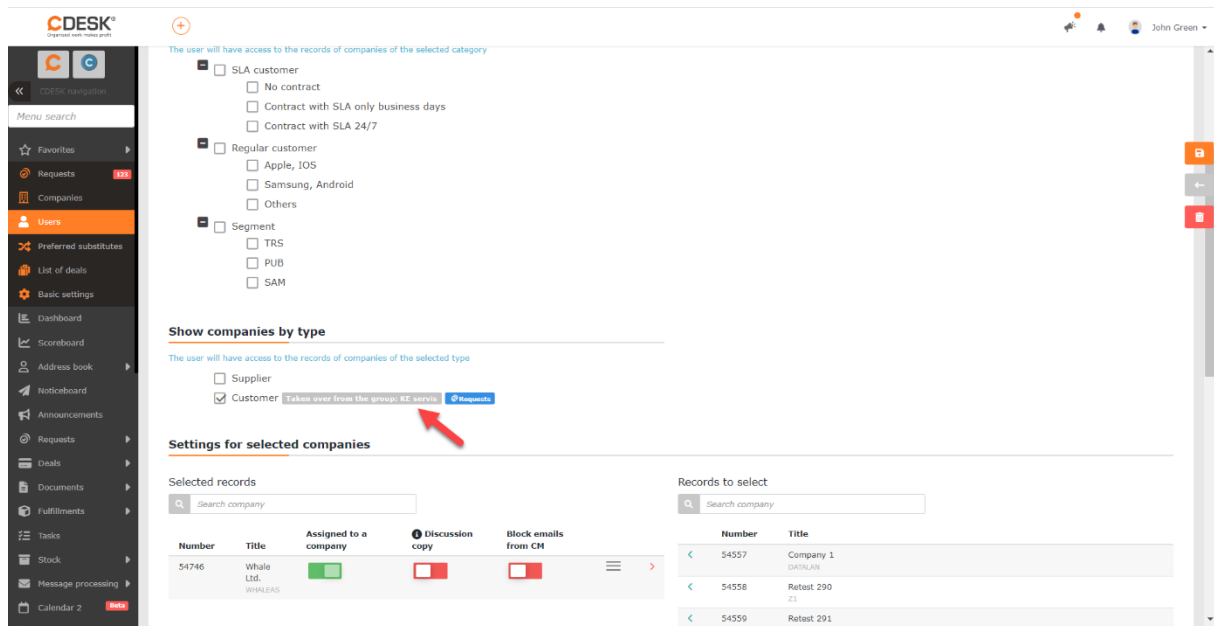 CDESK®
Organized work makes profit
John Green
CDESK navigation
Menu search
Favorites
Requests 123
Companies
Users
Preferred substitutes
List of deals
Basic settings
Dashboard
Scoreboard
Address book
Noticeboard
Announcements
Requests
Deals
Documents
Fulfillments
Tasks
Stock
Message processing
Calendar 2 Beta
The user will have access to the records of companies of the selected category
SLA customer
No contract
Contract with SLA only business days
Contract with SLA 24/7
Regular customer
Apple, IOS
Samsung, Android
Others
Segment
TRS
PUB
SAM
Show companies by type
The user will have access to the records of companies of the selected type
Supplier
Customer Taken over from the group: KE servis Requests
Settings for selected companies
Selected records
Search company
Number Title Assigned to a company Discussion copy Block emails from CM
54746 Whale Ltd.
WHALEAS
Records to select
Search company
Number Title
54557 Company 1
DATALAN
54558 Retest 290
Z1
54559 Retest 291